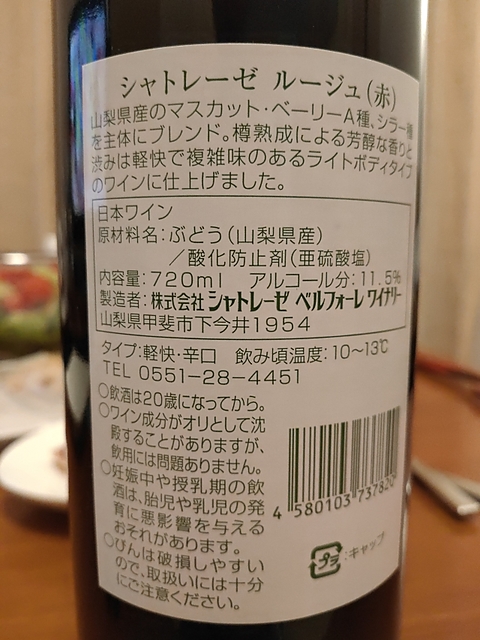 シャトレーゼ ルージュ(赤)
山梨県産のマスカット・ベーリーA種、シラー種
を主体にブレンド。樽熟成による芳醇な香りと
渋みは軽快で複雑味のあるライトボディタイプ
のワインに仕上げました。
日本ワイン
原材料名:ぶどう(山梨県産)
/酸化防止剤(亜硫酸塩)
内容量:720ml アルコール分:11.5%
製造者:株式会社 シャトレーゼ ベルフォーレ ワイナリー
山梨県甲斐市下今井1954
タイプ:軽快・辛口 飲み頃温度:10〜13℃
TEL 0551-28-4451
○飲酒は20歳になってから。
○ワイン成分がオリとして沈
殿することがありますが、
飲用には問題ありません。
○妊娠中や授乳期の飲
酒は、胎児や乳児の発
育に悪影響を与える
おそれがあります。
○びんは破損しやすい
ので、取扱いには十分
にご注意ください。
4 580103 737820
プラ:キャップ